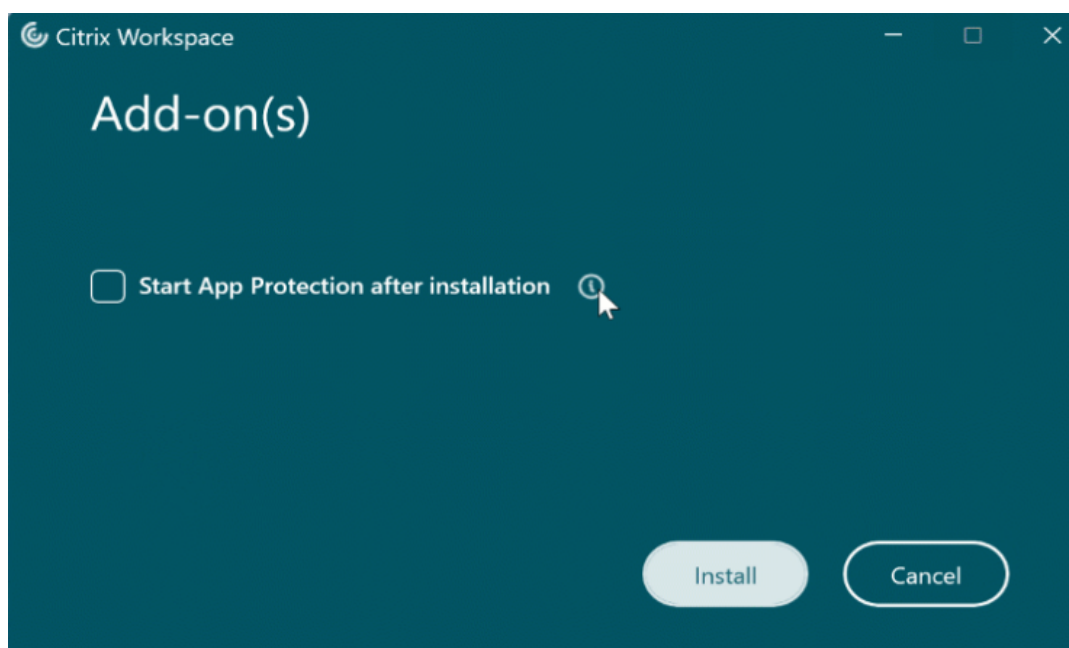 Citrix Workspace
Add-on(s)
Start App Protection after installation
Install
Cancel